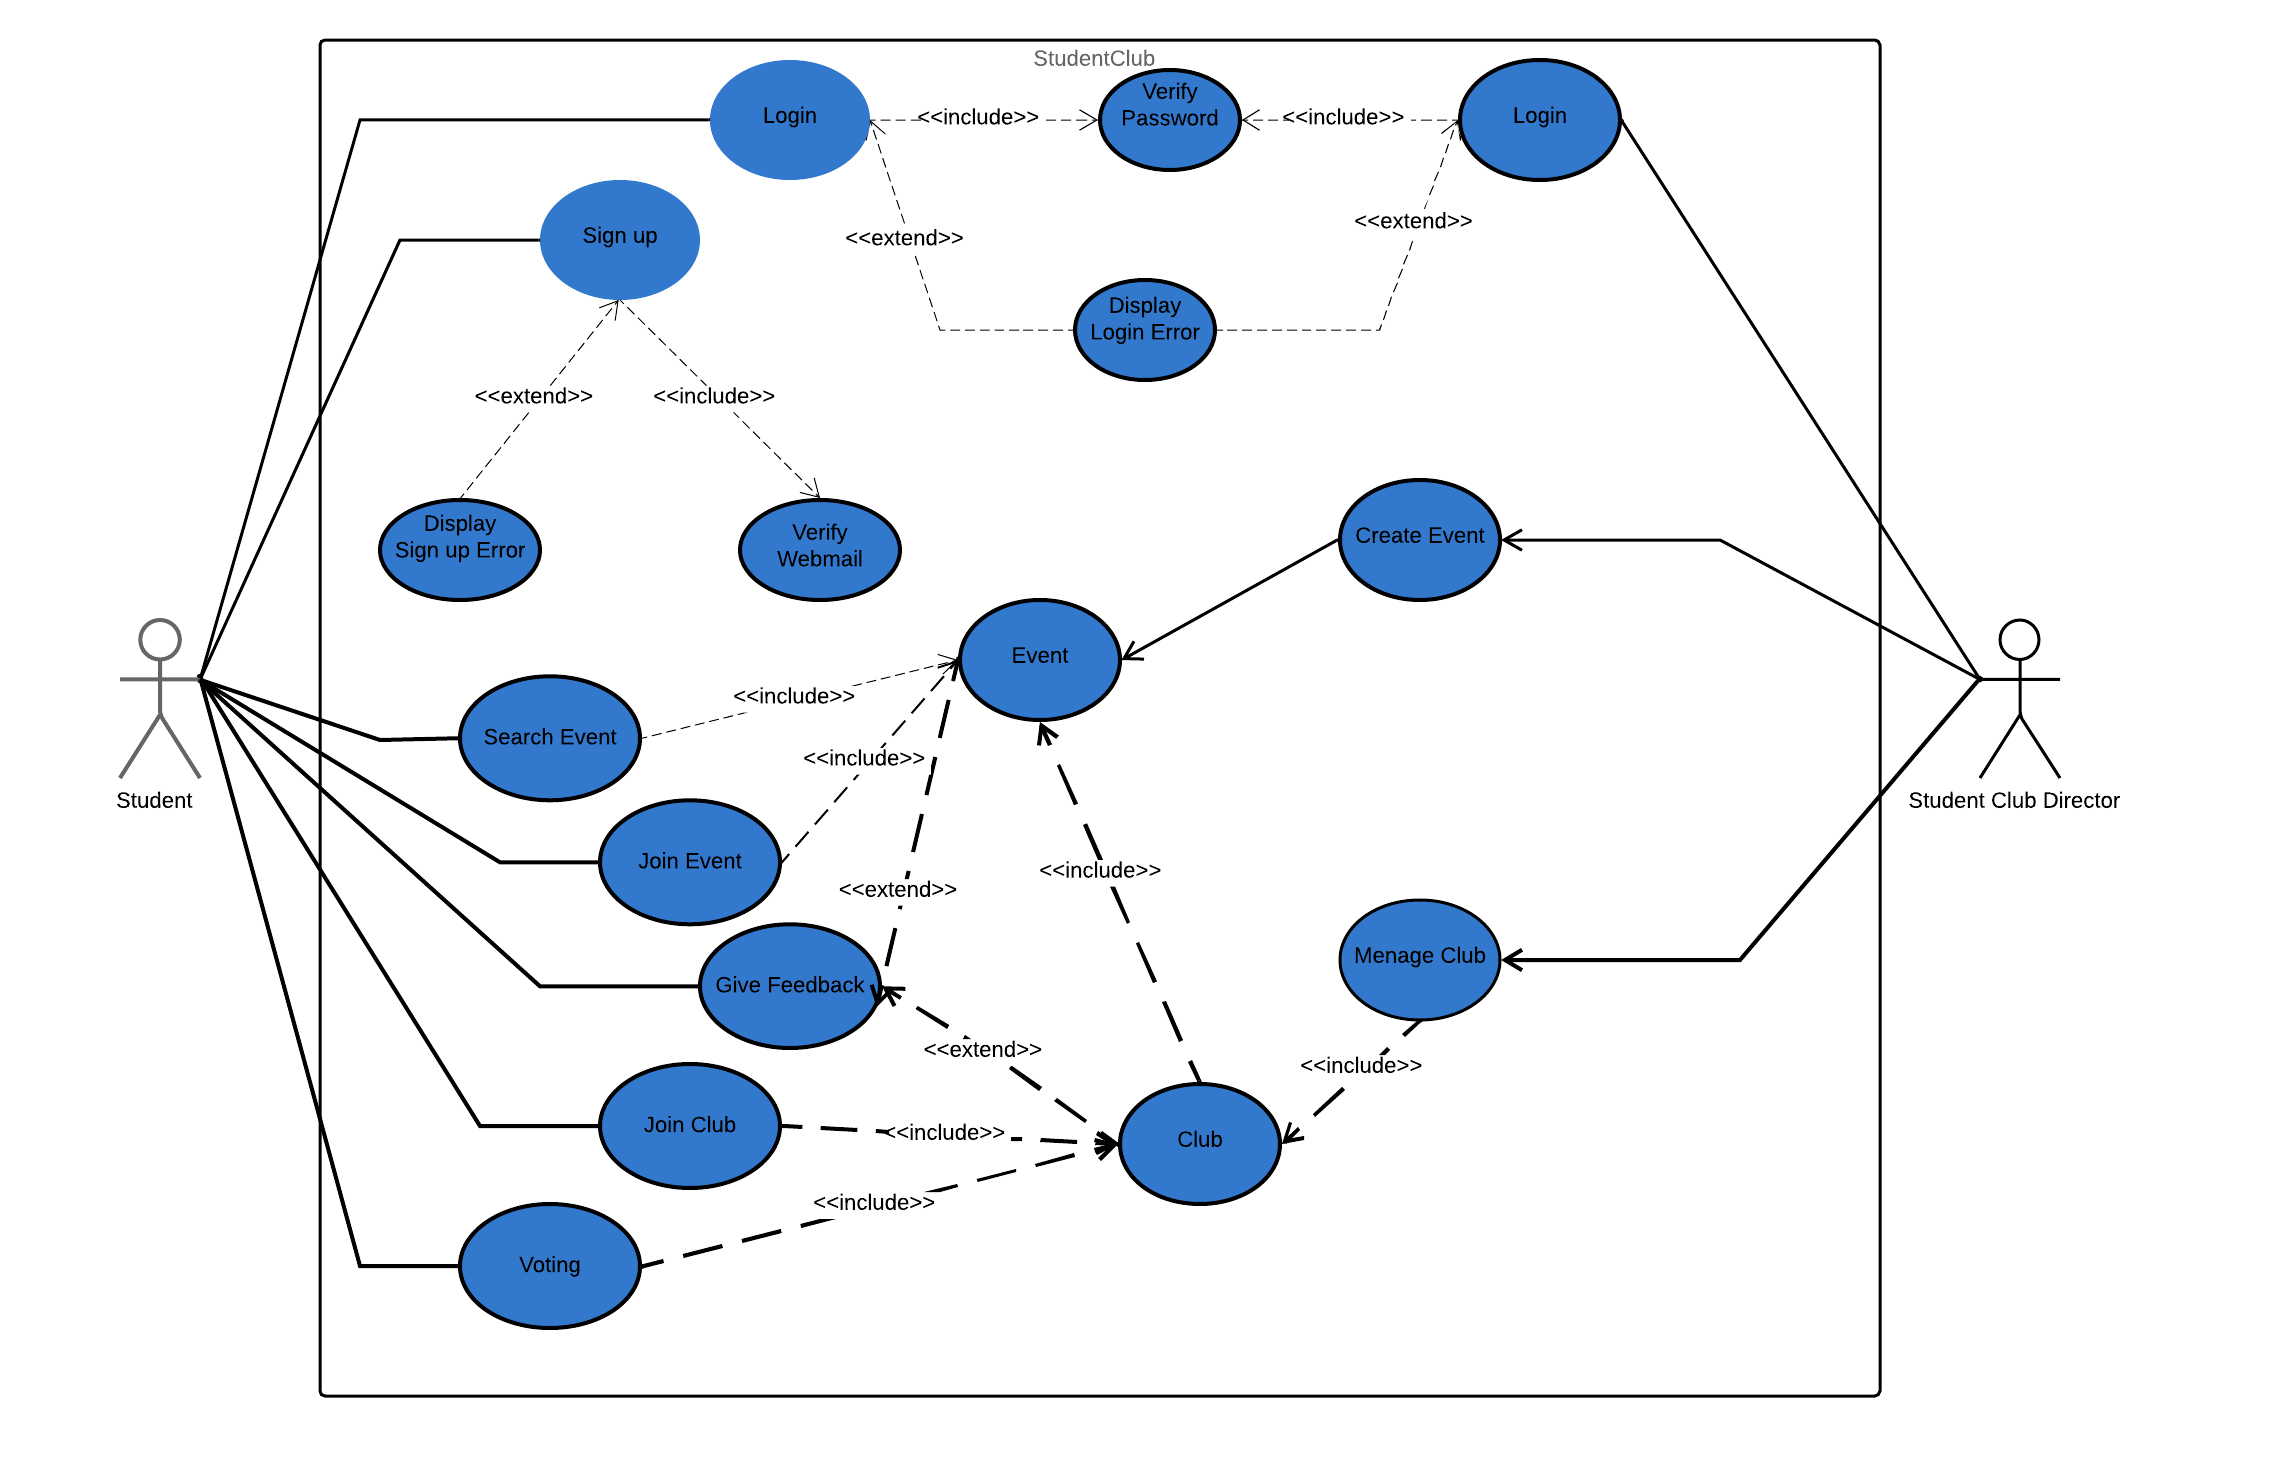 StudentClub
Login
<<include>>
Verify
Password
<<include>>
Login
Sign up
<<extend>>
<<extend>>
Display
Login Error
<<extend>>
<<include>>
Display
Sign up Error
Verify
Webmail
Create Event
Event
Search Event
<<include>>
<<include>>
Student
Student Club Director
Join Event
<<extend>>
<<include>>
Give Feedback
Menage Club
<<extend>>
<<include>>
Join Club
<<include>>
Club
<<include>>
Voting